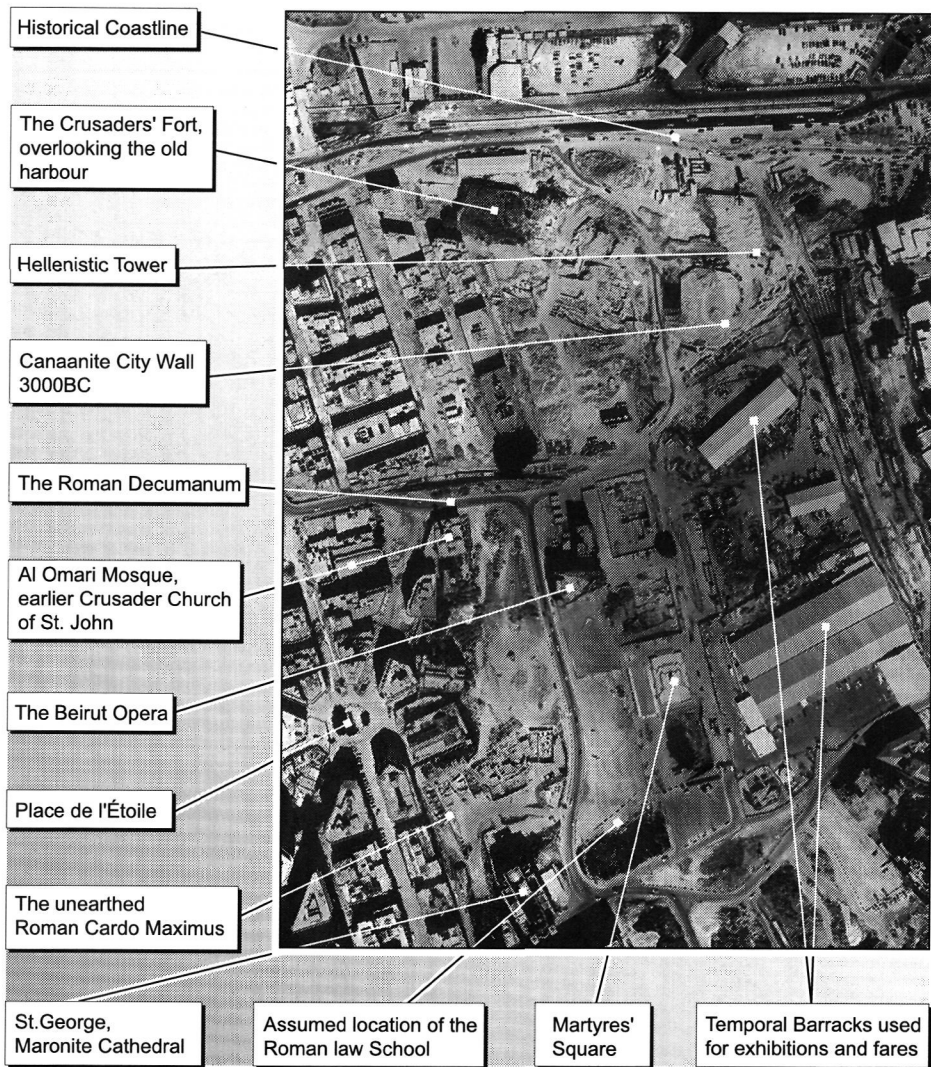 Historical Coastline
The Crusaders' Fort,
overlooking the old
harbour
Hellenistic Tower
Canaanite City Wall
3000BC
The Roman Decumanum
Al Omari Mosque,
earlier Crusader Church
of St. John
The Beirut Opera
Place de l'Étoile
The unearthed
Roman Cardo Maximus
St.George,
Maronite Cathedral
Assumed location of the
Roman law School
Martyres'
Square
Temporal Barracks used
for exhibitions and fares